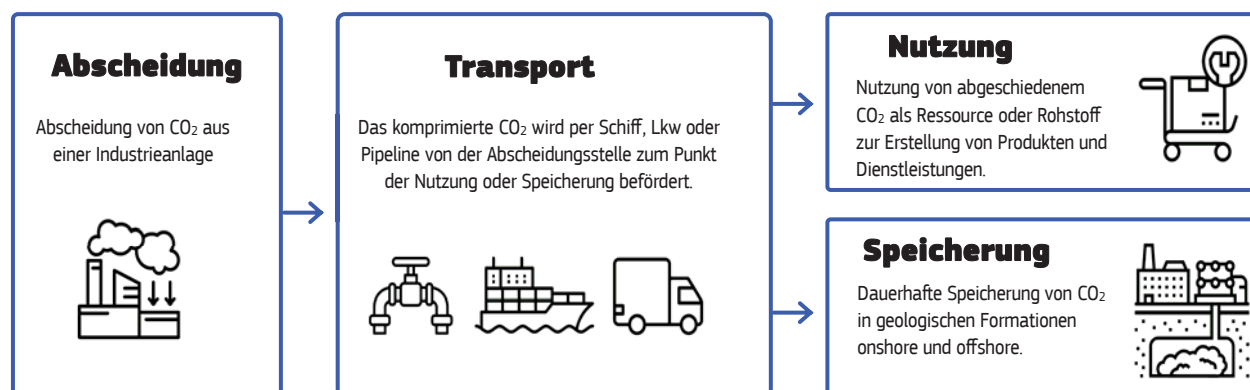 Abscheidung
Abscheidung von CO₂ aus
einer Industrieanlage
Transport
Das komprimierte CO₂ wird per Schiff, Lkw oder
Pipeline von der Abscheidungsstelle zum Punkt
der Nutzung oder Speicherung befördert.
Nutzung
Nutzung von abgeschiedenem
CO₂ als Ressource oder Rohstoff
zur Erstellung von Produkten und
Dienstleistungen.
Speicherung
Dauerhafte Speicherung von CO₂
in geologischen Formationen
onshore und offshore.